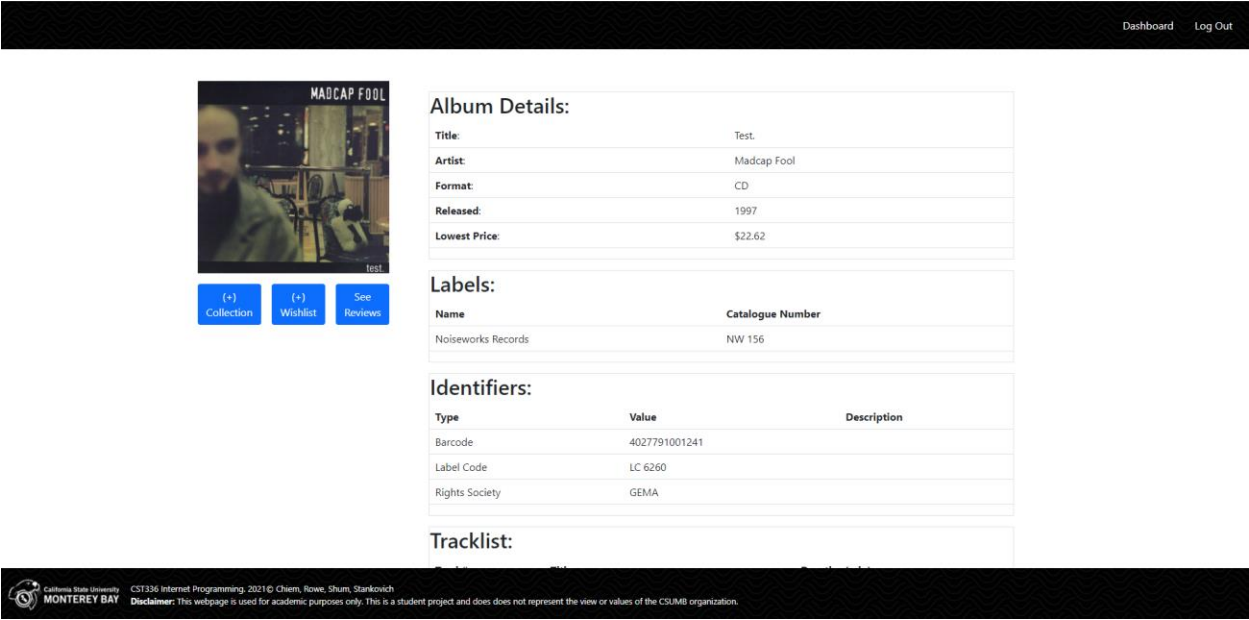 Dashboard Log Out
MADCAP FOOL
test.
(+) Collection
(+) Wishlist
See Reviews
Album Details:
Title: Test.
Artist: Madcap Fool
Format: CD
Released: 1997
Lowest Price: $22.62
Labels:
Name Catalogue Number
Noiseworks Records NW 156
Identifiers:
Type Value Description
Barcode 4027791001241
Label Code LC 6260
Rights Society GEMA
Tracklist:
California State University
MONTEREY BAY
CST336 Internet Programming. 2021© Chiem, Rowe, Shum, Stankovich
Disclaimer: This webpage is used for academic purposes only. This is a student project and does does not represent the view or values of the CSUMB organization.